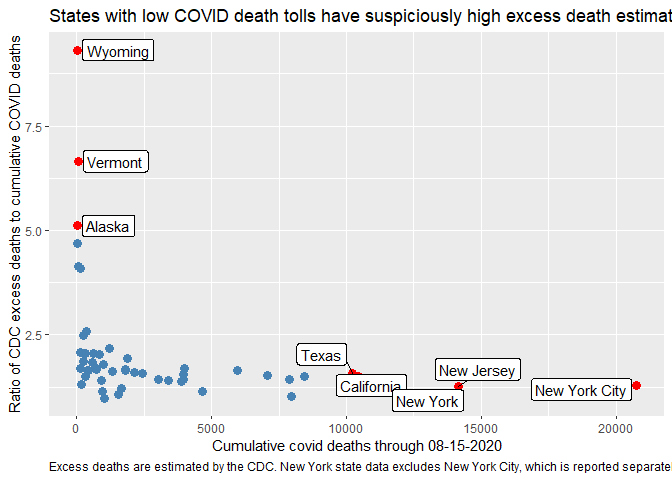 States with low COVID death tolls have suspiciously high excess death estimat
Ratio of CDC excess deaths to cumulative COVID deaths
7.5
5.0
2.5
Wyoming
Vermont
Alaska
Texas
California
New Jersey
New York
New York City
0
5000
10000
15000
20000
Cumulative covid deaths through 08-15-2020
Excess deaths are estimated by the CDC. New York state data excludes New York City, which is reported separate